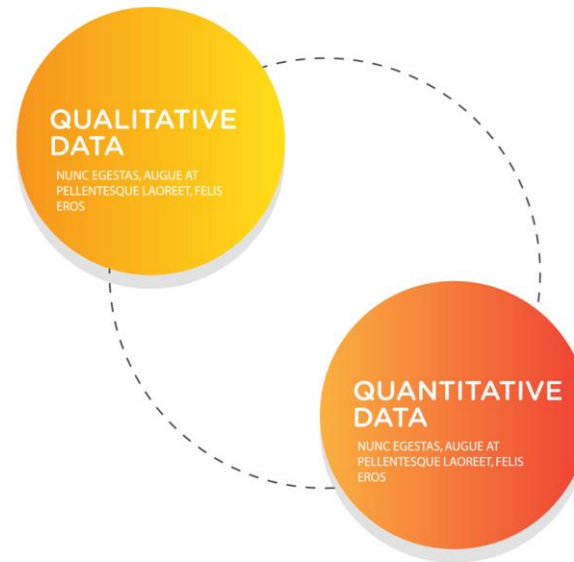 QUALITATIVE
DATA
NUNC EGESTAS, AUGUE AT
PELLENTESQUE LAOREET, FELIS
EROS
QUANTITATIVE
DATA
NUNC EGESTAS, AUGUE AT
PELLENTESQUE LAOREET, FELIS
EROS